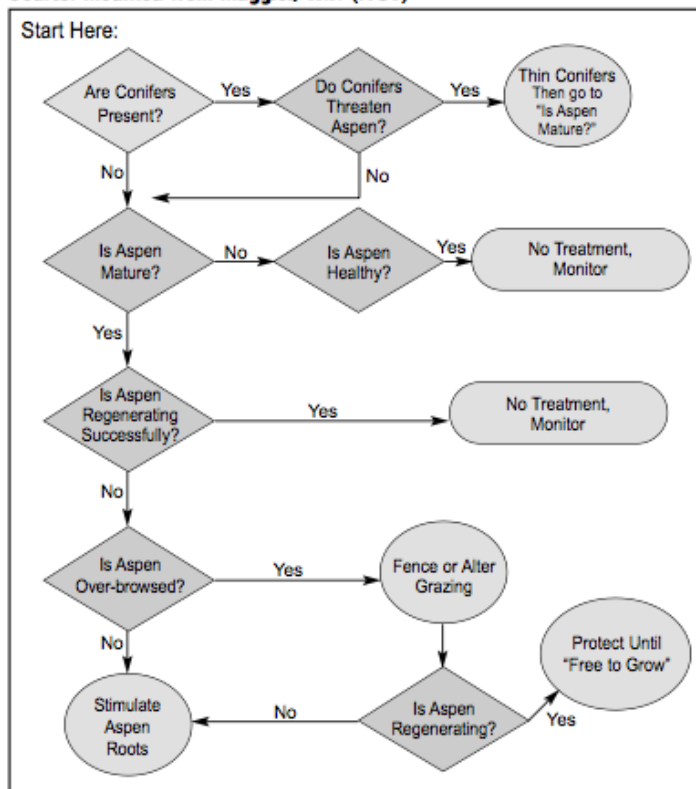 Start Here:
Are Conifers
Present?
Yes
Do Conifers
Threaten
Aspen?
Yes
Thin Conifers
Then go to
"Is Aspen
Mature?"
No
No
Is Aspen
Mature?
No
Is Aspen
Healthy?
Yes
No Treatment,
Monitor
Yes
Is Aspen
Regenerating
Successfully?
Yes
No Treatment,
Monitor
No
Is Aspen
Over-browsed?
Yes
Fence or Alter
Grazing
No
Protect Until
"Free to Grow"
Stimulate
Aspen
Roots
No
Is Aspen
Regenerating?
Yes